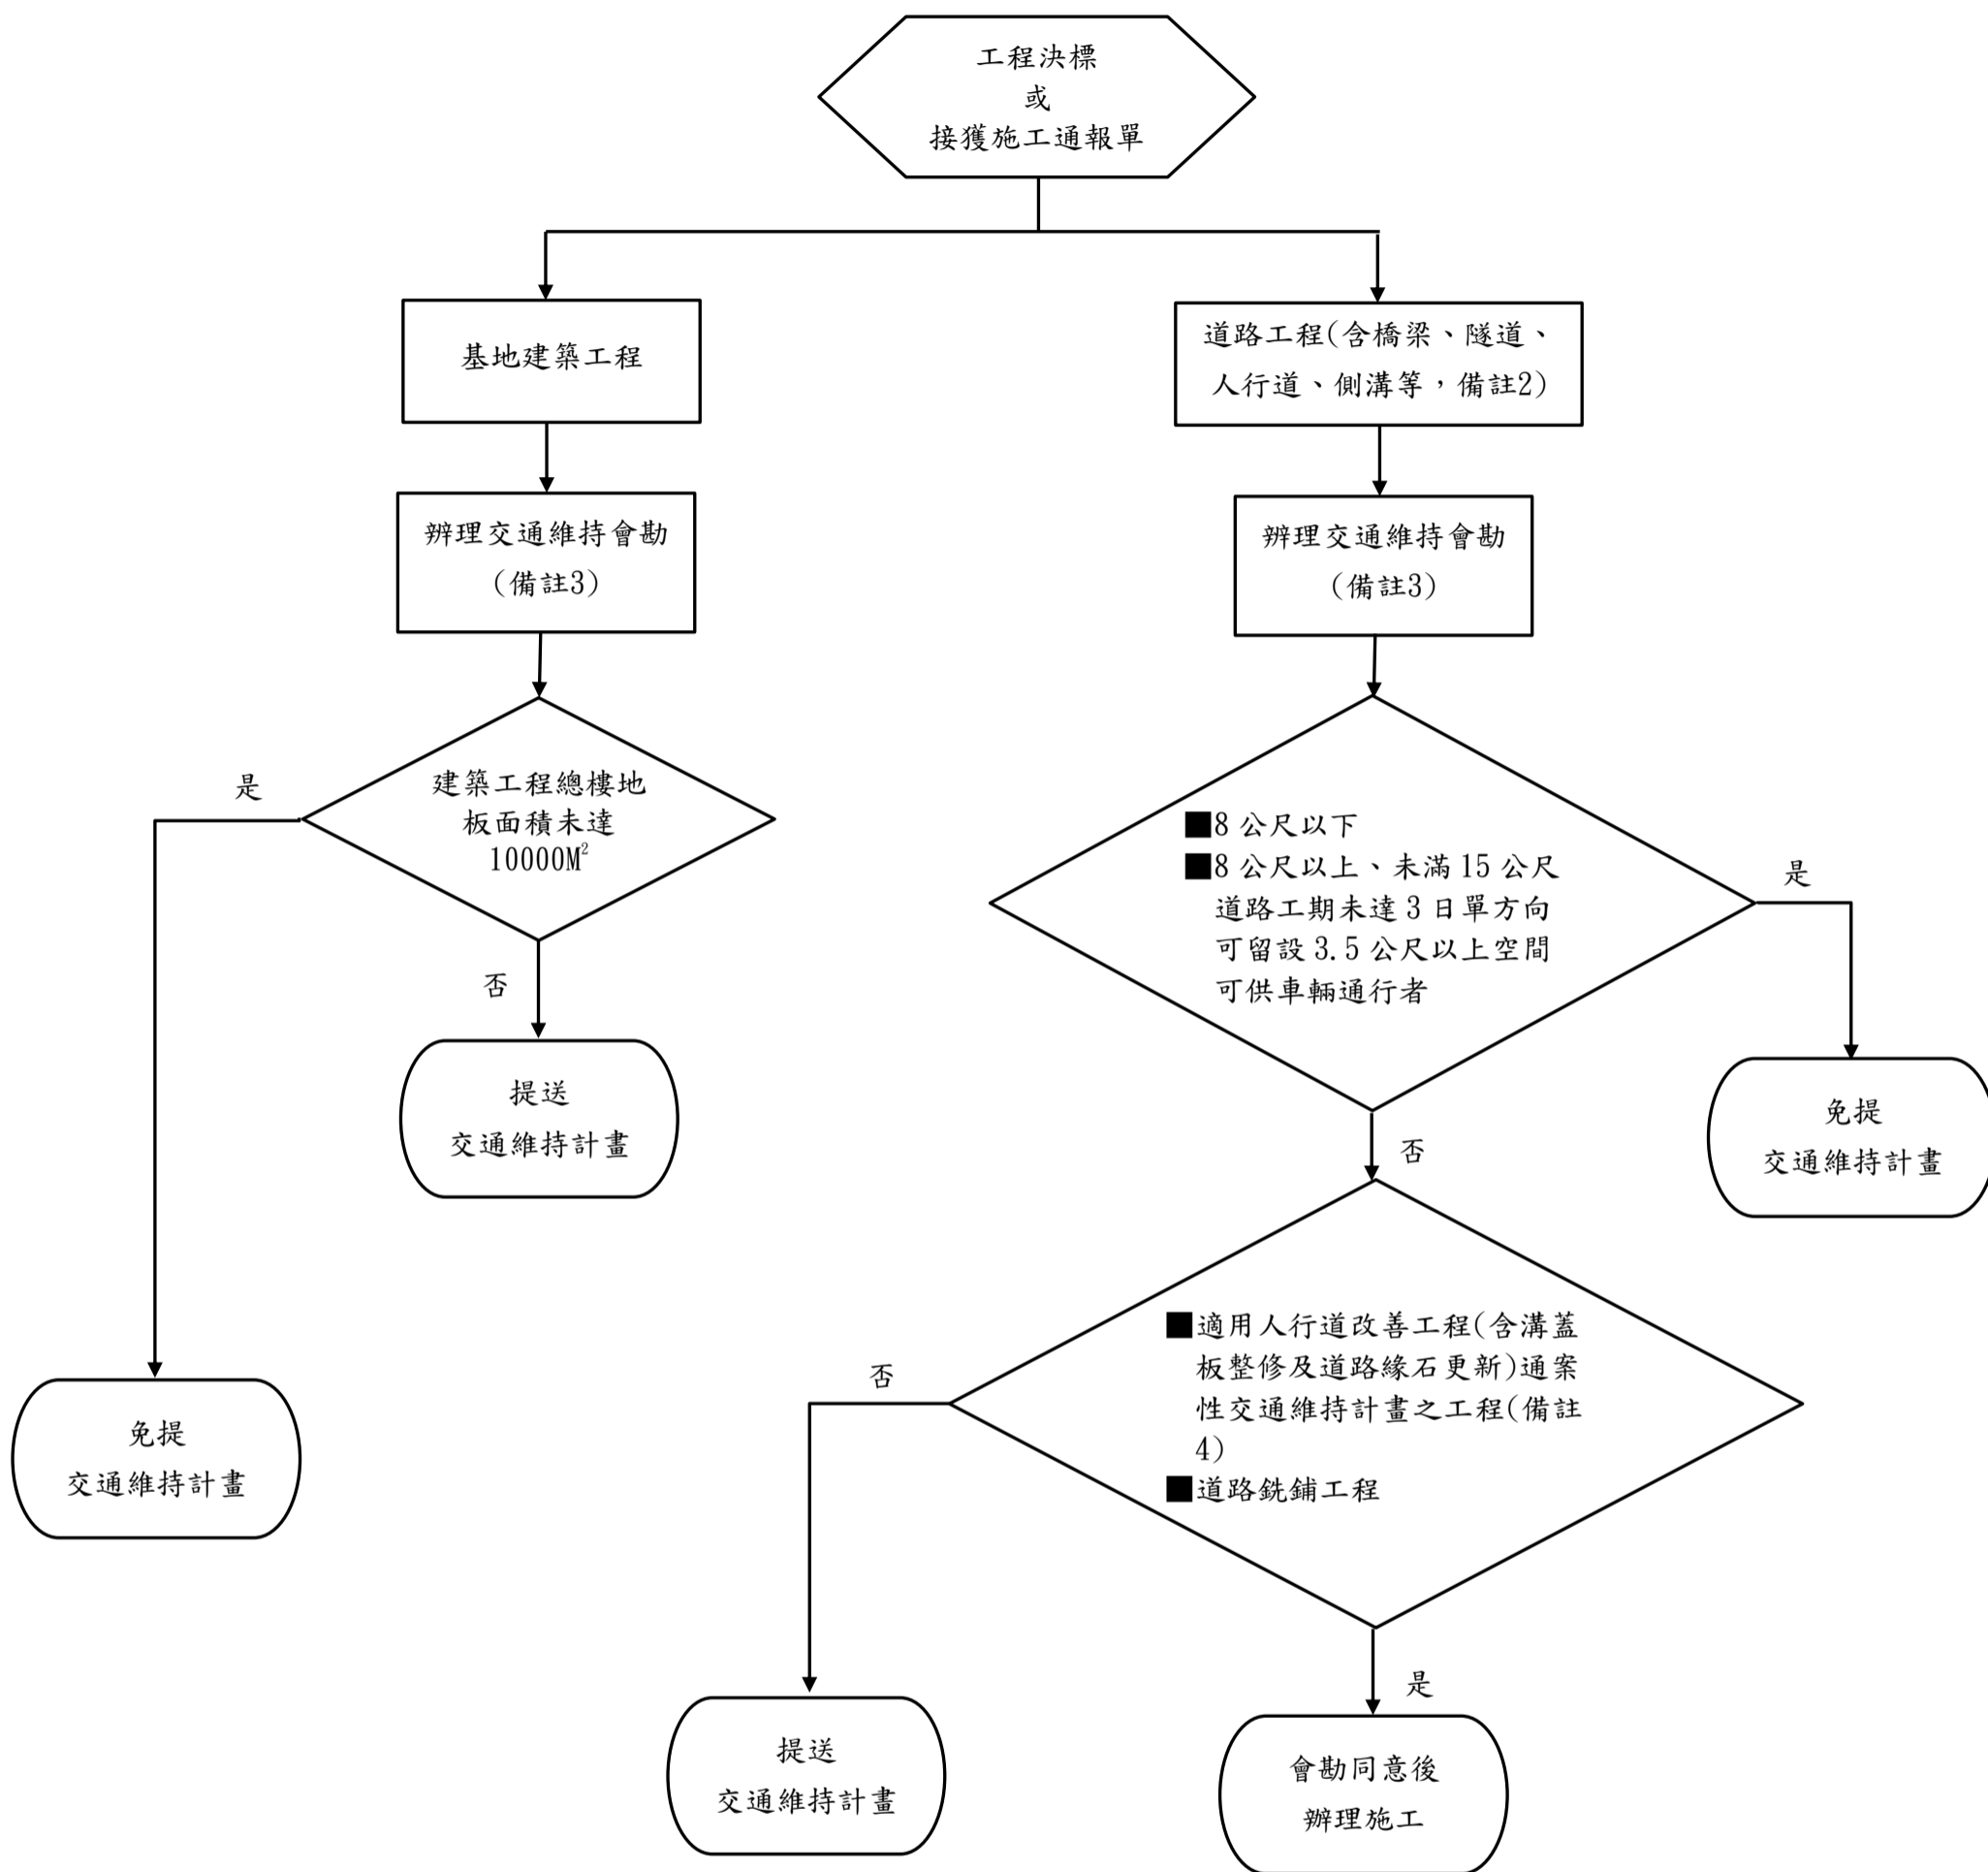 工程決標
或
接獲施工通報單
基地建築工程
道路工程(含橋梁、隧道、
人行道、側溝等，備註2)
辦理交通維持會勘
(備註3)
辦理交通維持會勘
(備註3)
是
建築工程總樓地
板面積未達
10000M²
否
提送
交通維持計畫
免提
交通維持計畫
■8 公尺以下
■8 公尺以上、未滿 15 公尺
道路工期未達 3 日單方向
可留設 3.5 公尺以上空間
可供車輛通行者
是
免提
交通維持計畫
否
■適用人行道改善工程(含溝蓋
板整修及道路緣石更新)通案
性交通維持計畫之工程(備註
4)
■道路銑鋪工程
否
提送
交通維持計畫
是
會勘同意後
辦理施工